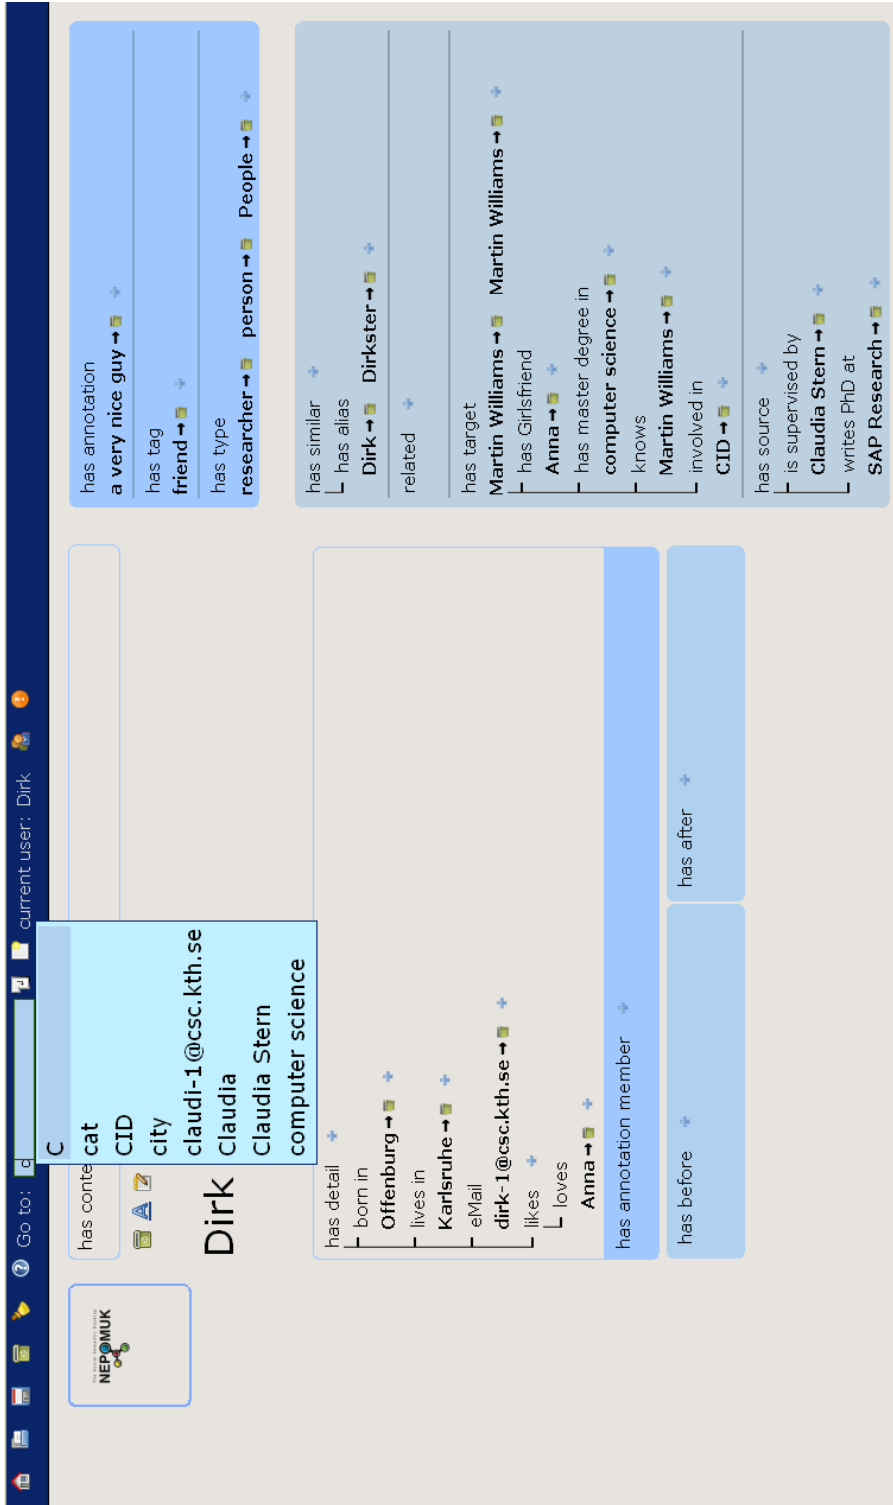 Go to: c
current user: Dirk
C
cat
CID
city
claudi-1@csc.kth.se
Claudia
Claudia Stern
computer science
NEPOMUK
has conte
Dirk
has detail
born in
Offenburg
lives in
Karlsruhe
eMail
dirk-1@csc.kth.se
likes
loves
Anna
has annotation member
has before
has after
has annotation
a very nice guy
has tag
friend
has type
researcher person People
has similar
has alias
Dirk Dirkster
related
has target
Martin Williams Martin Williams
has Girlsfriend
Anna
has master degree in
computer science
knows
Martin Williams
involved in
CID
has source
is supervised by
Claudia Stern
writes PhD at
SAP Research